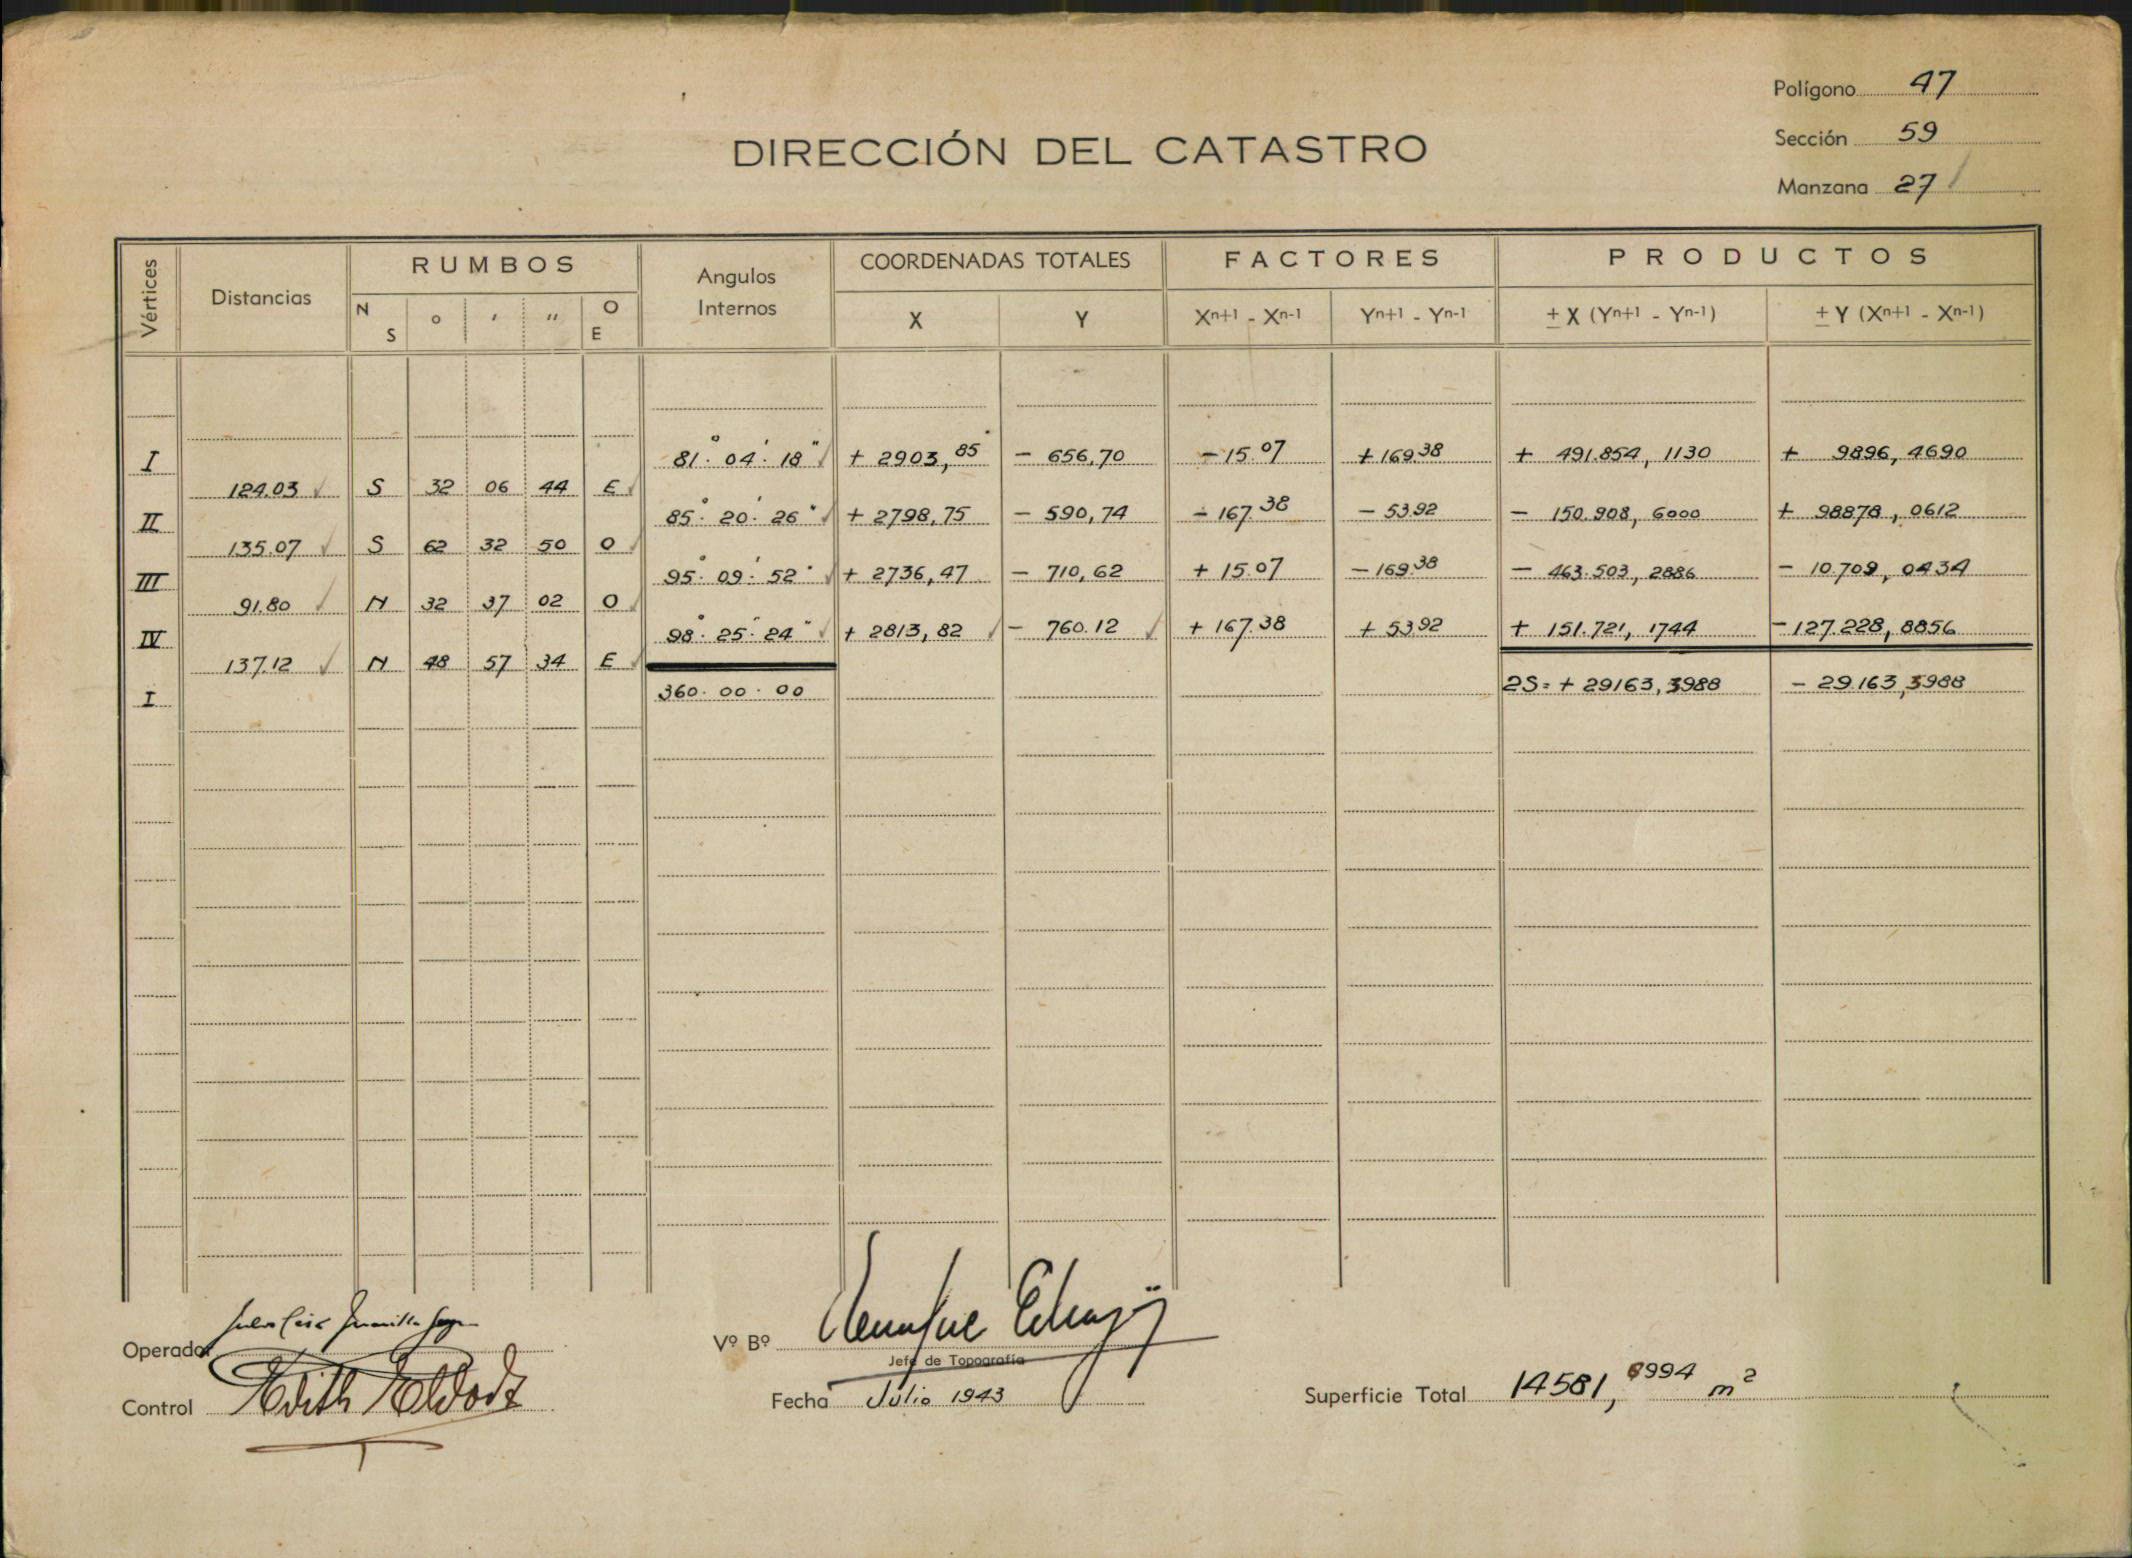 Polígono 47
Sección 59
DIRECCIÓN DEL CATASTRO
Manzana 27
Vértices Distancias RUMBOS Angulos Internos COORDENADAS TOTALES FACTORES PRODUCTOS
N S ° ' " O E X Y Xn+1 - Xn-1 Yn+1 - Yn-1 ± X (Yn+1 - Yn-1) ± Y (Xn+1 - Xn-1)
I 81° 04' 18" + 2903,85 - 656,70 - 15.07 + 169.38 + 491.854,1130 + 9896,4690
124.03 S 32 06 44 E
II 85° 20' 26" + 2798,75 - 590,74 - 167.38 - 53.92 - 150.908,6000 + 98878,0612
135.07 S 62 32 50 O
III 95° 09' 52" + 2736,47 - 710,62 + 15.07 - 169.38 - 463.503,2886 - 10.709,0434
91.80 N 32 37 02 O
IV 98° 25' 24" + 2813,82 - 760.12 + 167.38 + 53.92 + 151.721,1744 - 127.228,8856
137.12 N 48 57 34 E
I 360. 00. 00 2S = + 29163,3988 - 29.163,3988
Operador
Vº Bº
Jefe de Topografía
Control Edith
Fecha Julio 1943
Superficie Total 14581,6994 m²